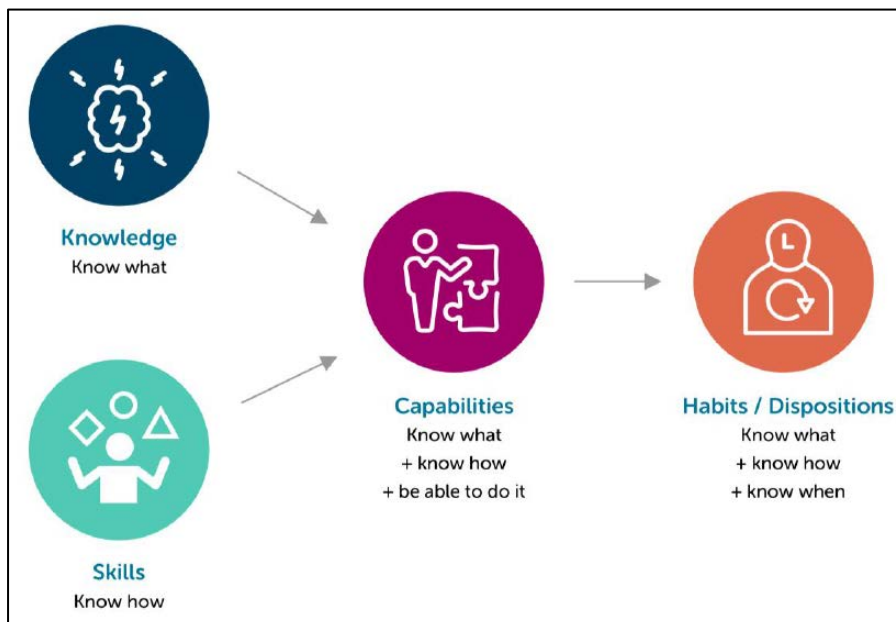 Knowledge
Know what
Skills
Know how
Capabilities
Know what
+ know how
+ be able to do it
Habits / Dispositions
Know what
+ know how
+ know when